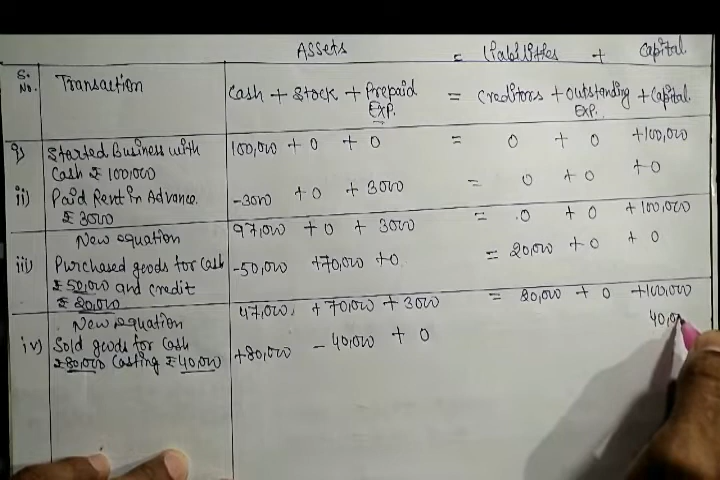 Assets = Liabilities + Capital
S. No. Transaction Cash + Stock + Prepaid Exp. = Creditors + Outstanding Exp. + Capital
i) Started Business with 100,000 + 0 + 0 = 0 + 0 +100,000
Cash ₹ 100,000
ii) Paid Rent in Advance -3000 + 0 + 3000 = 0 + 0 + 0
₹ 3000
New equation 97,000 + 0 + 3000 = 0 + 0 + 100,000
iii) Purchased goods for Cash -50,000 +70,000 +0 = 20,000 + 0 + 0
₹ 50,000 and credit
₹ 20,000
New equation 47,000 + 70,000 + 3000 = 20,000 + 0 +100,000
iv) Sold goods for Cash +80,000 - 40,000 + 0 40,0
₹ 80,000 Casting ₹ 40,000